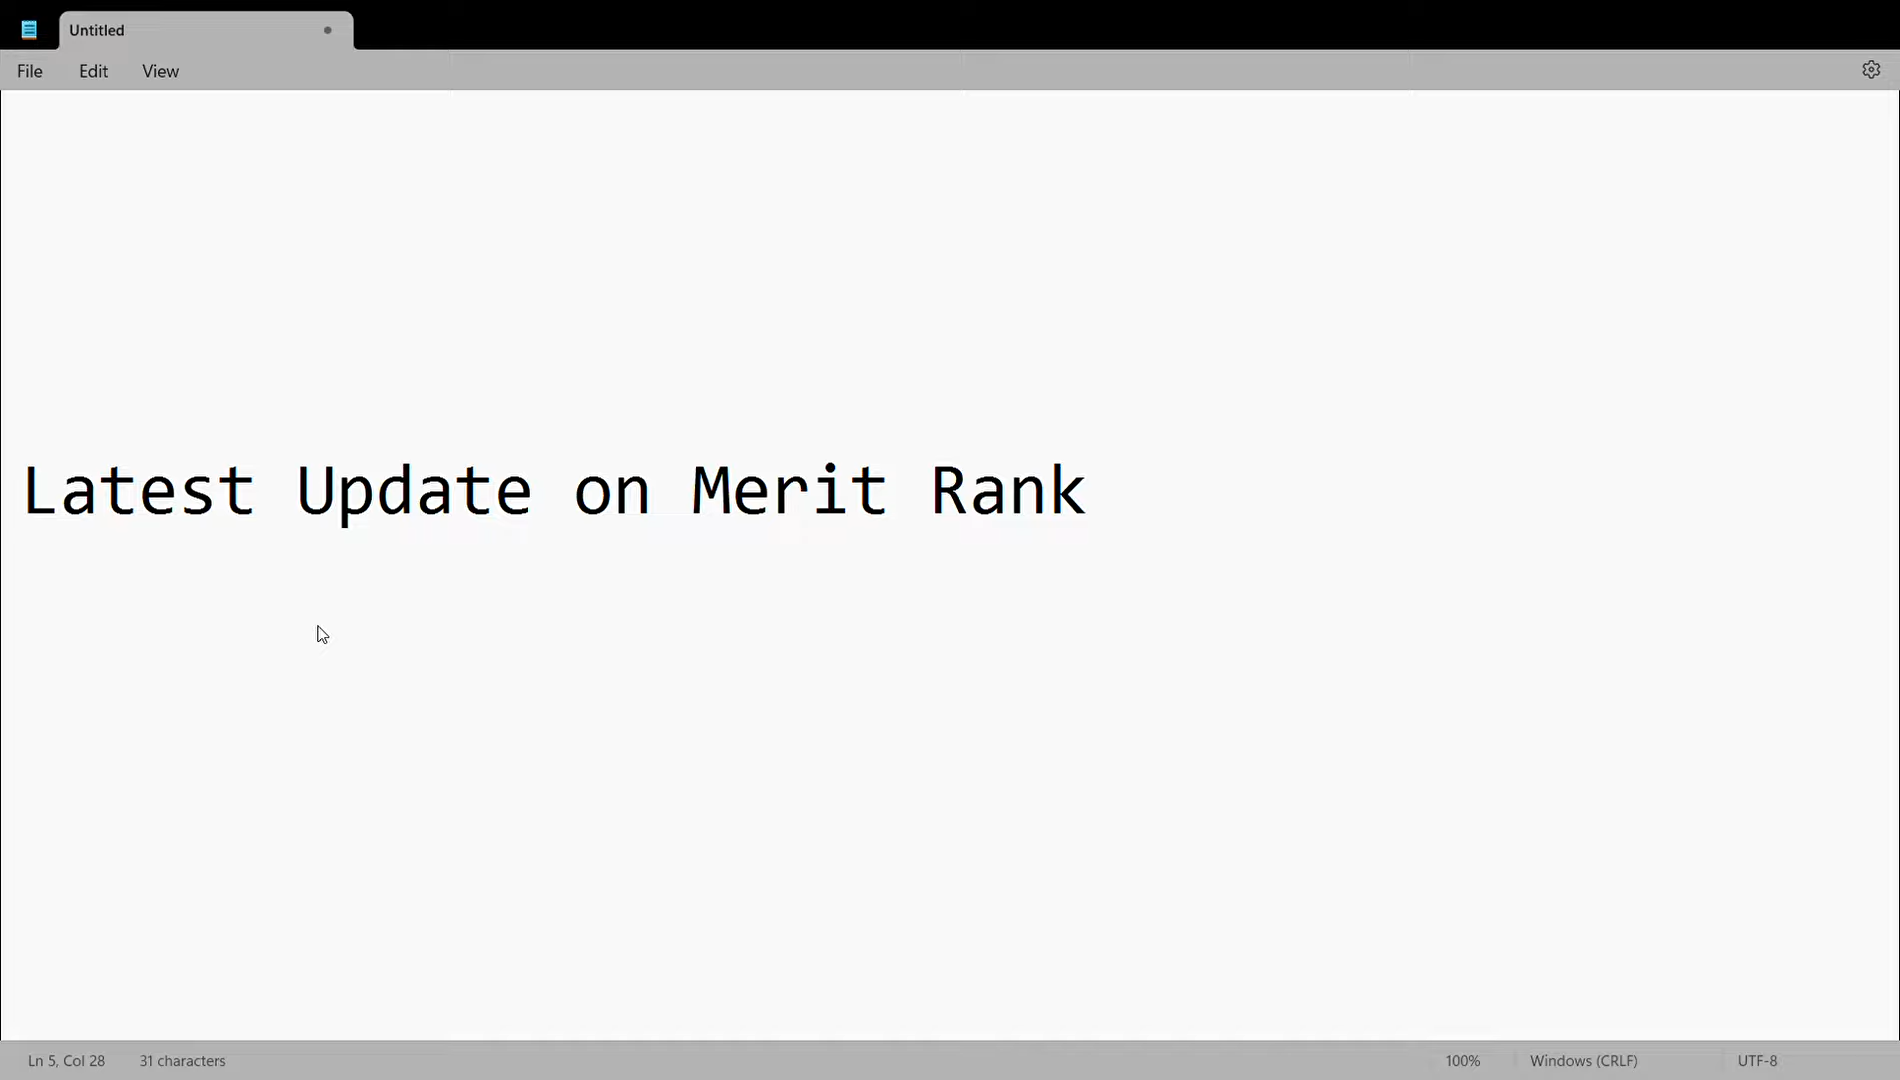 Untitled
File Edit View
Latest Update on Merit Rank
Ln 5, Col 28 31 characters 100% Windows (CRLF) UTF-8